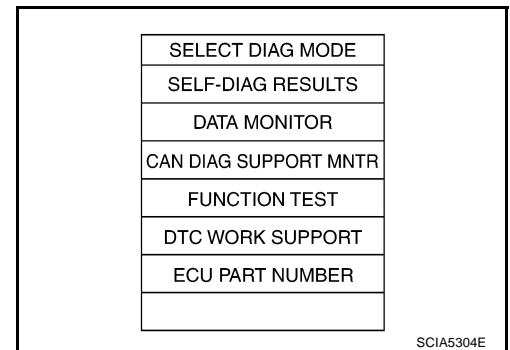 SELECT DIAG MODE
SELF-DIAG RESULTS
DATA MONITOR
CAN DIAG SUPPORT MNTR
FUNCTION TEST
DTC WORK SUPPORT
ECU PART NUMBER
SCIA5304E